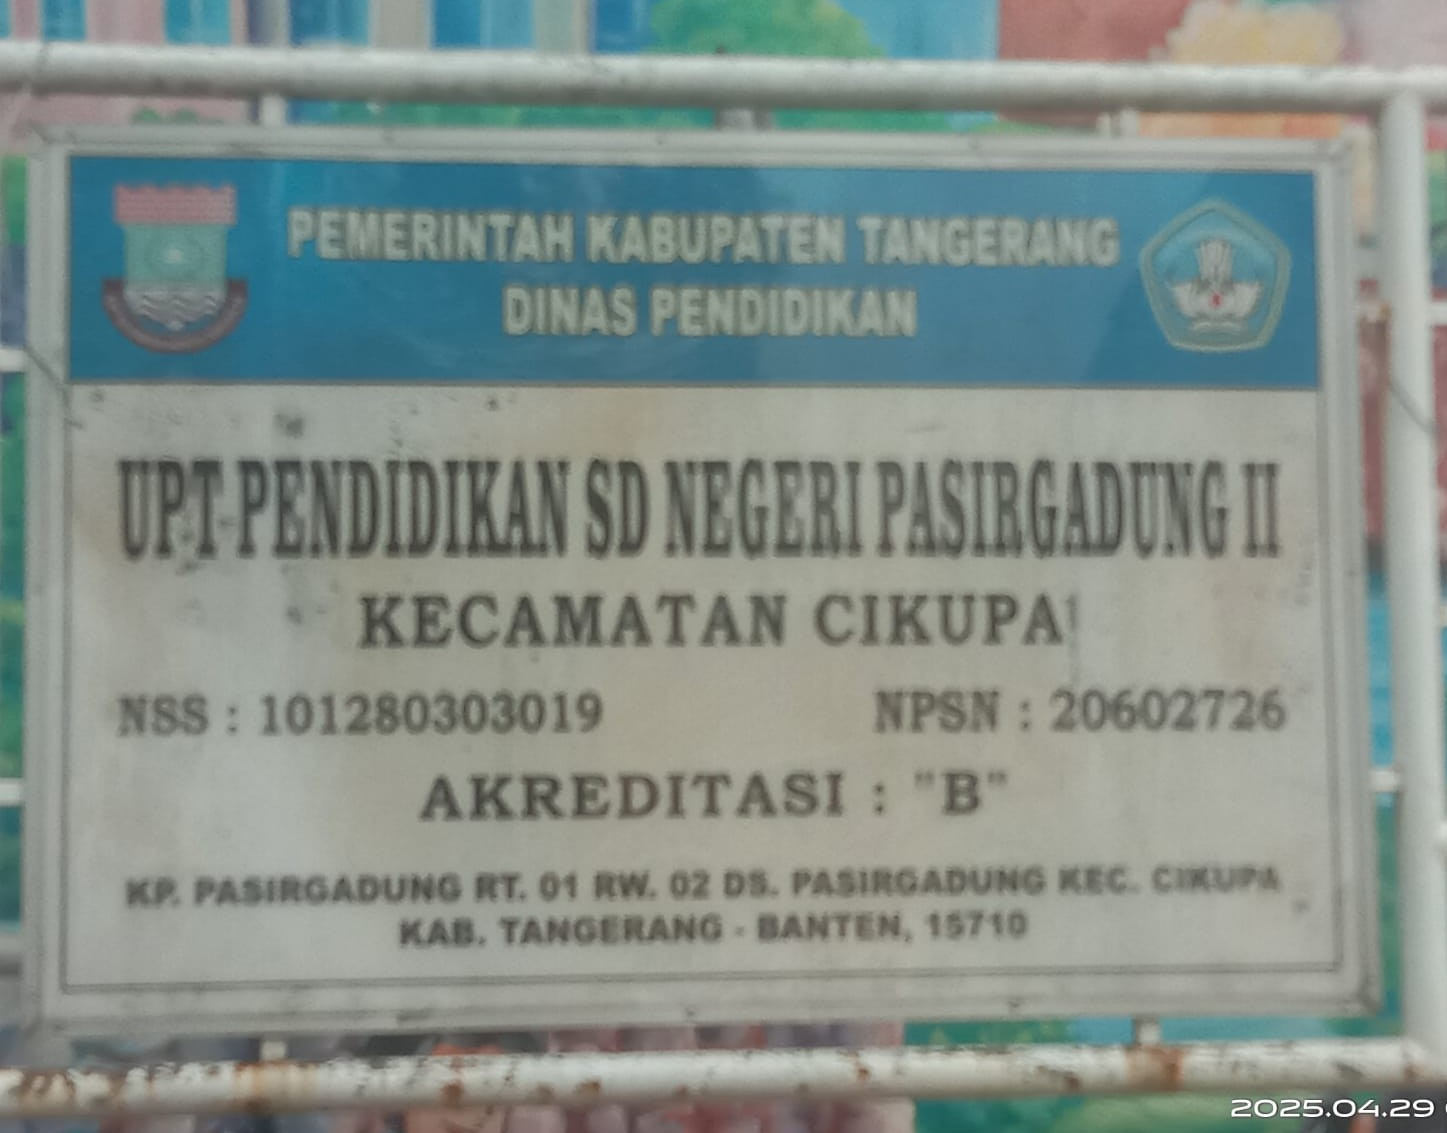 PEMERINTAH KABUPATEN TANGERANG
DINAS PENDIDIKAN
UPT PENDIDIKAN SD NEGERI PASIRGADUNG II
KECAMATAN CIKUPA
NSS : 101280303019 NPSN : 20602726
AKREDITASI : "B"
KP. PASIRGADUNG RT. 01 RW. 02 DS. PASIRGADUNG KEC. CIKUPA
KAB. TANGERANG - BANTEN, 15710
2025.04.29